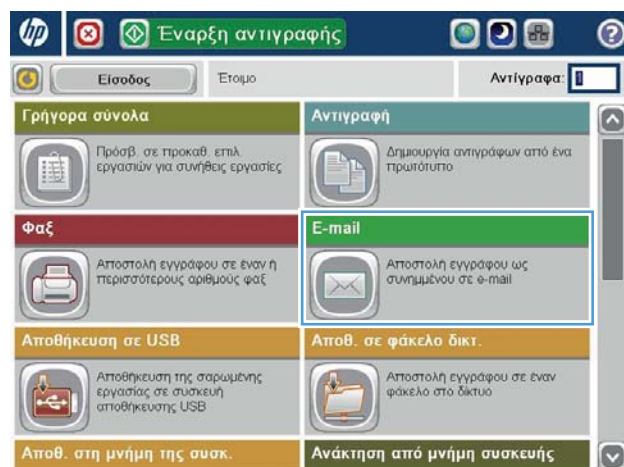 hp
Έναρξη αντιγραφής
?
Είσοδος
Έτοιμο
Αντίγραφα: 1
Γρήγορα σύνολα
Αντιγραφή
Πρόσβ. σε προκαθ. επιλ.
εργασιών για συνήθεις εργασίες
Δημιουργία αντιγράφων από ένα
πρωτότυπο
Φαξ
E-mail
Αποστολή εγγράφου σε έναν ή
περισσότερους αριθμούς φαξ
Αποστολή εγγράφου ως
συνημμένου σε e-mail
Αποθήκευση σε USB
Αποθ. σε φάκελο δικτ.
Αποθήκευση της σαρωμένης
εργασίας σε συσκευή
αποθήκευσης USB
Αποστολή εγγράφου σε έναν
φάκελο στο δίκτυο
Αποθ. στη μνήμη της συσκ.
Ανάκτηση από μνήμη συσκευής